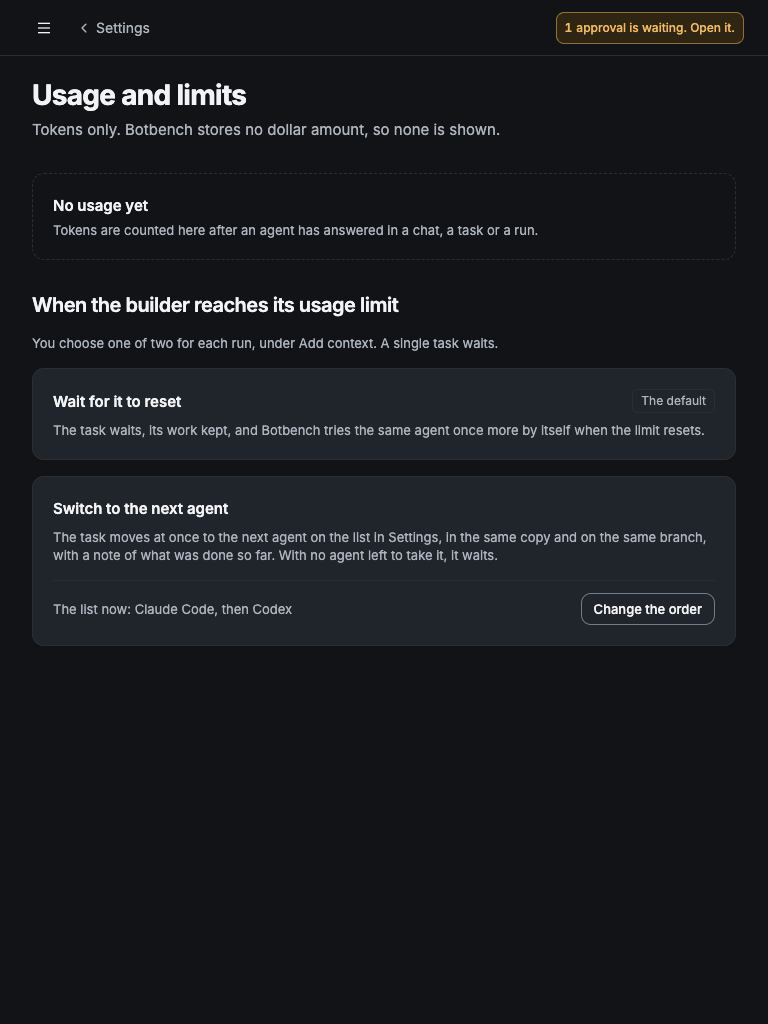 Settings
1 approval is waiting. Open it.
Usage and limits
Tokens only. Botbench stores no dollar amount, so none is shown.
No usage yet
Tokens are counted here after an agent has answered in a chat, a task or a run.
When the builder reaches its usage limit
You choose one of two for each run, under Add context. A single task waits.
Wait for it to reset
The default
The task waits, its work kept, and Botbench tries the same agent once more by itself when the limit resets.
Switch to the next agent
The task moves at once to the next agent on the list in Settings, in the same copy and on the same branch,
with a note of what was done so far. With no agent left to take it, it waits.
The list now: Claude Code, then Codex
Change the order